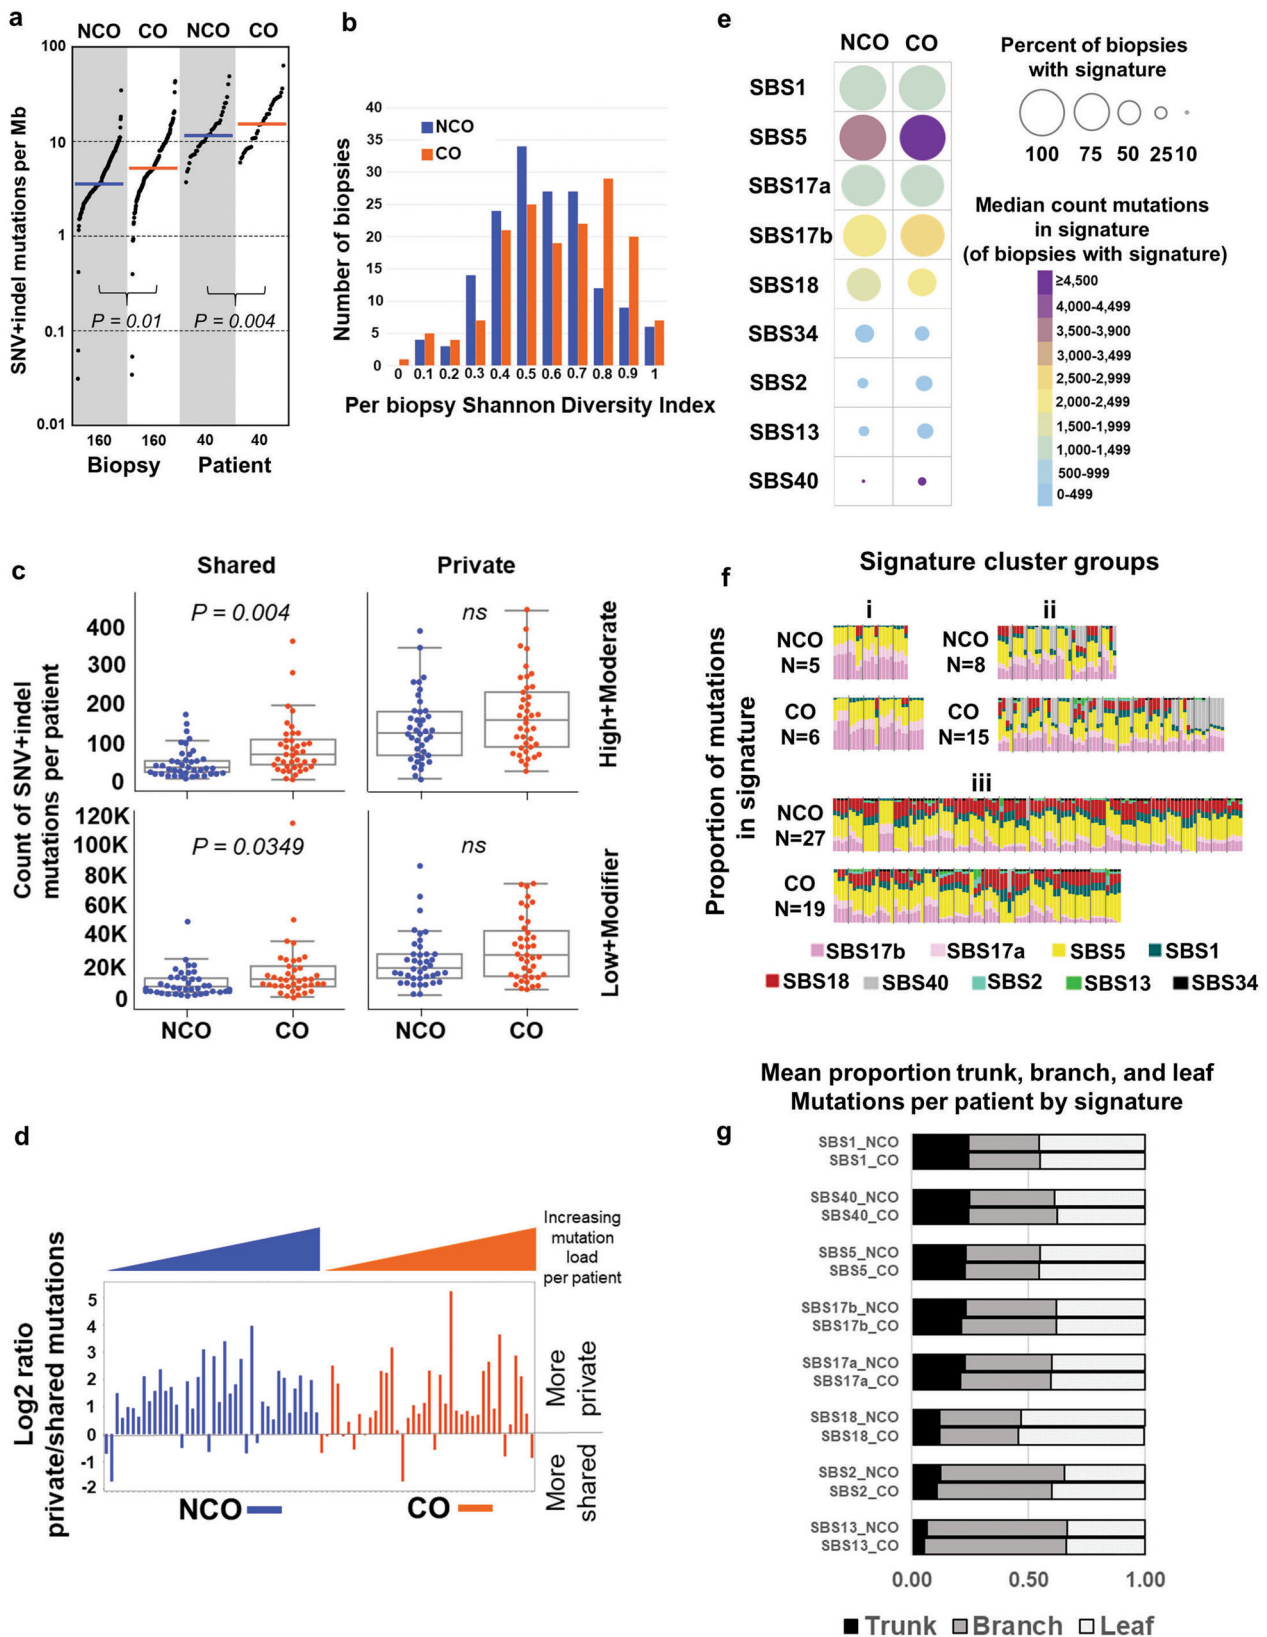 a
NCO CO NCO CO
SNV+indel mutations per Mb
100
10
1
0.1
0.01
P = 0.01
P = 0.004
160 160 40 40
Biopsy Patient
b
Number of biopsies
40
35
30
25
20
15
10
5
0
NCO
CO
0 0.1 0.2 0.3 0.4 0.5 0.6 0.7 0.8 0.9 1
Per biopsy Shannon Diversity Index
e
NCO CO
SBS1
SBS5
SBS17a
SBS17b
SBS18
SBS34
SBS2
SBS13
SBS40
Percent of biopsies
with signature
100 75 50 25 10
Median count mutations
in signature
(of biopsies with signature)
≥4,500
4,000-4,499
3,500-3,900
3,000-3,499
2,500-2,999
2,000-2,499
1,500-1,999
1,000-1,499
500-999
0-499
c
Shared Private
Count of SNV+indel
mutations per patient
400
300
200
100
0
P = 0.004
ns
High+Moderate
120K
100K
80K
60K
40K
20K
0
P = 0.0349
ns
Low+Modifier
NCO CO NCO CO
f
Signature cluster groups
Proportion of mutations
in signature
i
ii
NCO
N=5
NCO
N=8
CO
N=6
CO
N=15
iii
NCO
N=27
CO
N=19
SBS17b SBS17a SBS5 SBS1
SBS18 SBS40 SBS2 SBS13 SBS34
d
Log2 ratio
private/shared mutations
Increasing
mutation
load
per patient
5
4
3
2
1
0
-1
-2
More
private
More
shared
NCO CO
g
Mean proportion trunk, branch, and leaf
Mutations per patient by signature
SBS1_NCO
SBS1_CO
SBS40_NCO
SBS40_CO
SBS5_NCO
SBS5_CO
SBS17b_NCO
SBS17b_CO
SBS17a_NCO
SBS17a_CO
SBS18_NCO
SBS18_CO
SBS2_NCO
SBS2_CO
SBS13_NCO
SBS13_CO
0.00 0.50 1.00
Trunk Branch Leaf